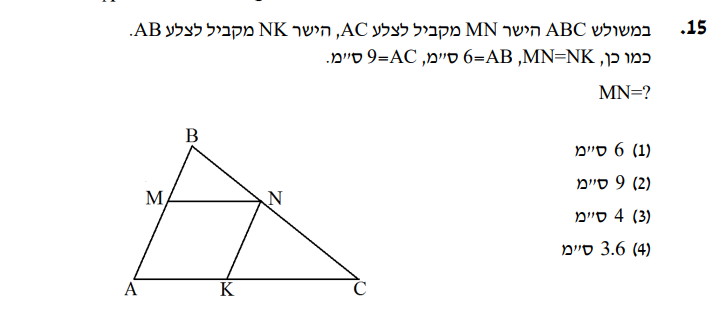 .15 במשולש ABC הישר MN מקביל לצלע AC, הישר NK מקביל לצלע AB.
כמו כן, MN=NK, AB=6 ס״מ, AC=9 ס״מ.
MN=?
(1) 6 ס״מ
(2) 9 ס״מ
(3) 4 ס״מ
(4) 3.6 ס״מ
B
M N
A K C